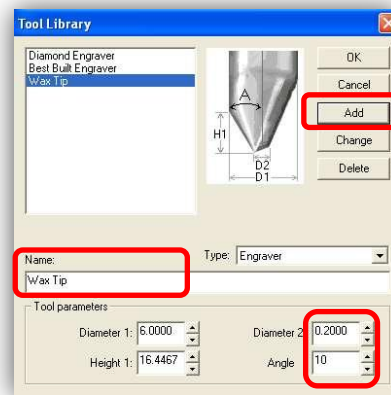 Tool Library
Diamond Engraver
Best Built Engraver
Wax Tip
A
H1
D2
D1
OK
Cancel
Add
Change
Delete
Name:
Type: Engraver
Wax Tip
Tool parameters
Diameter 1: 6.0000
Diameter 2 0.2000
Height 1: 16.4467
Angle 10